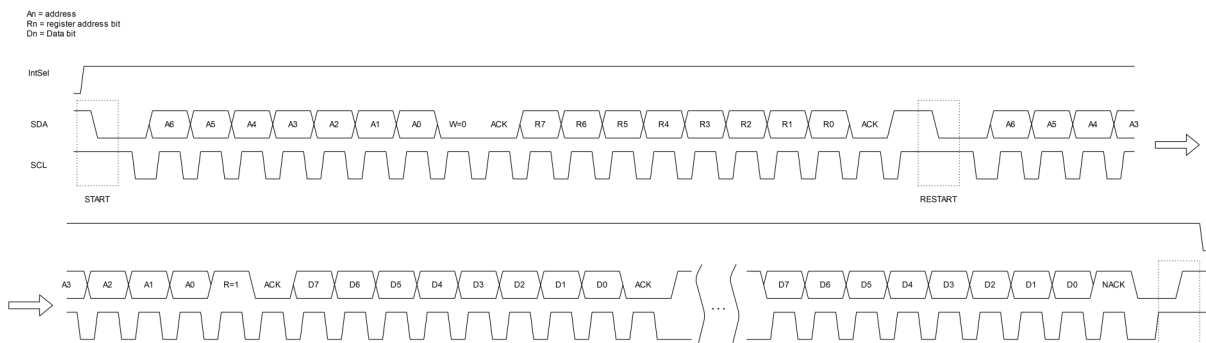 An = address
Rn = register address bit
Dn = Data bit
IntSel
SDA A6 A5 A4 A3 A2 A1 A0 W=0 ACK R7 R6 R5 R4 R3 R2 R1 R0 ACK A6 A5 A4 A3
SCL
START RESTART
A3 A2 A1 A0 R=1 ACK D7 D6 D5 D4 D3 D2 D1 D0 ACK D7 D6 D5 D4 D3 D2 D1 D0 NACK
...